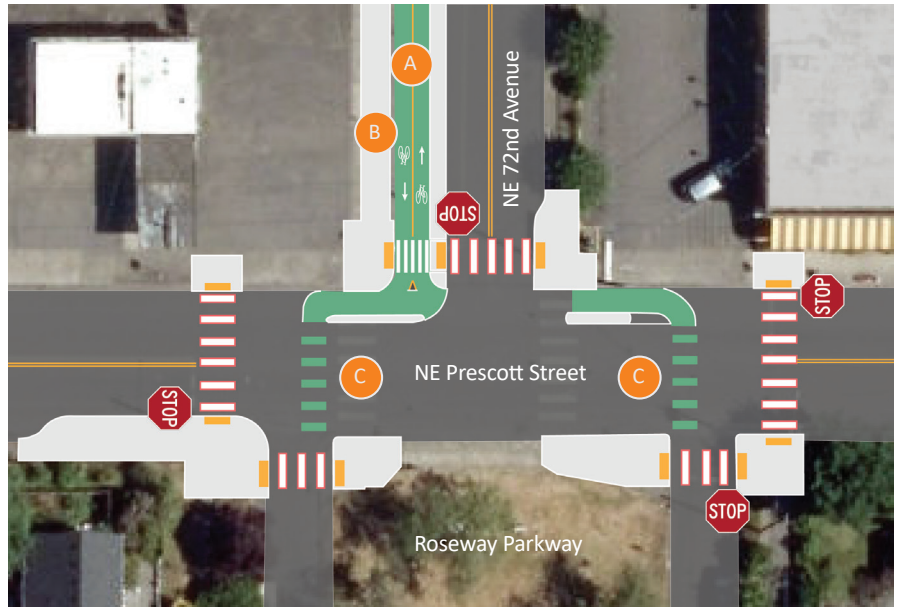 A
B
NE 72nd Avenue
STOP
STOP
STOP
C
NE Prescott Street
C
STOP
Roseway Parkway